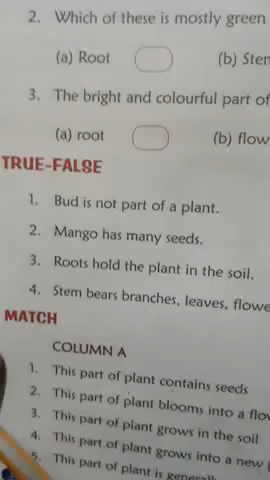 2. Which of these is mostly green
(a) Root (b) Stem
3. The bright and colourful part of
(a) root (b) flow
TRUE-FALSE
1. Bud is not part of a plant.
2. Mango has many seeds.
3. Roots hold the plant in the soil.
4. Stem bears branches, leaves, flowe
MATCH
COLUMN A
1. This part of plant contains seeds
2. This part of plant blooms into a flo
3. This part of plant grows in the soil
4. This part of plant grows into a new
5. This part of plant is general